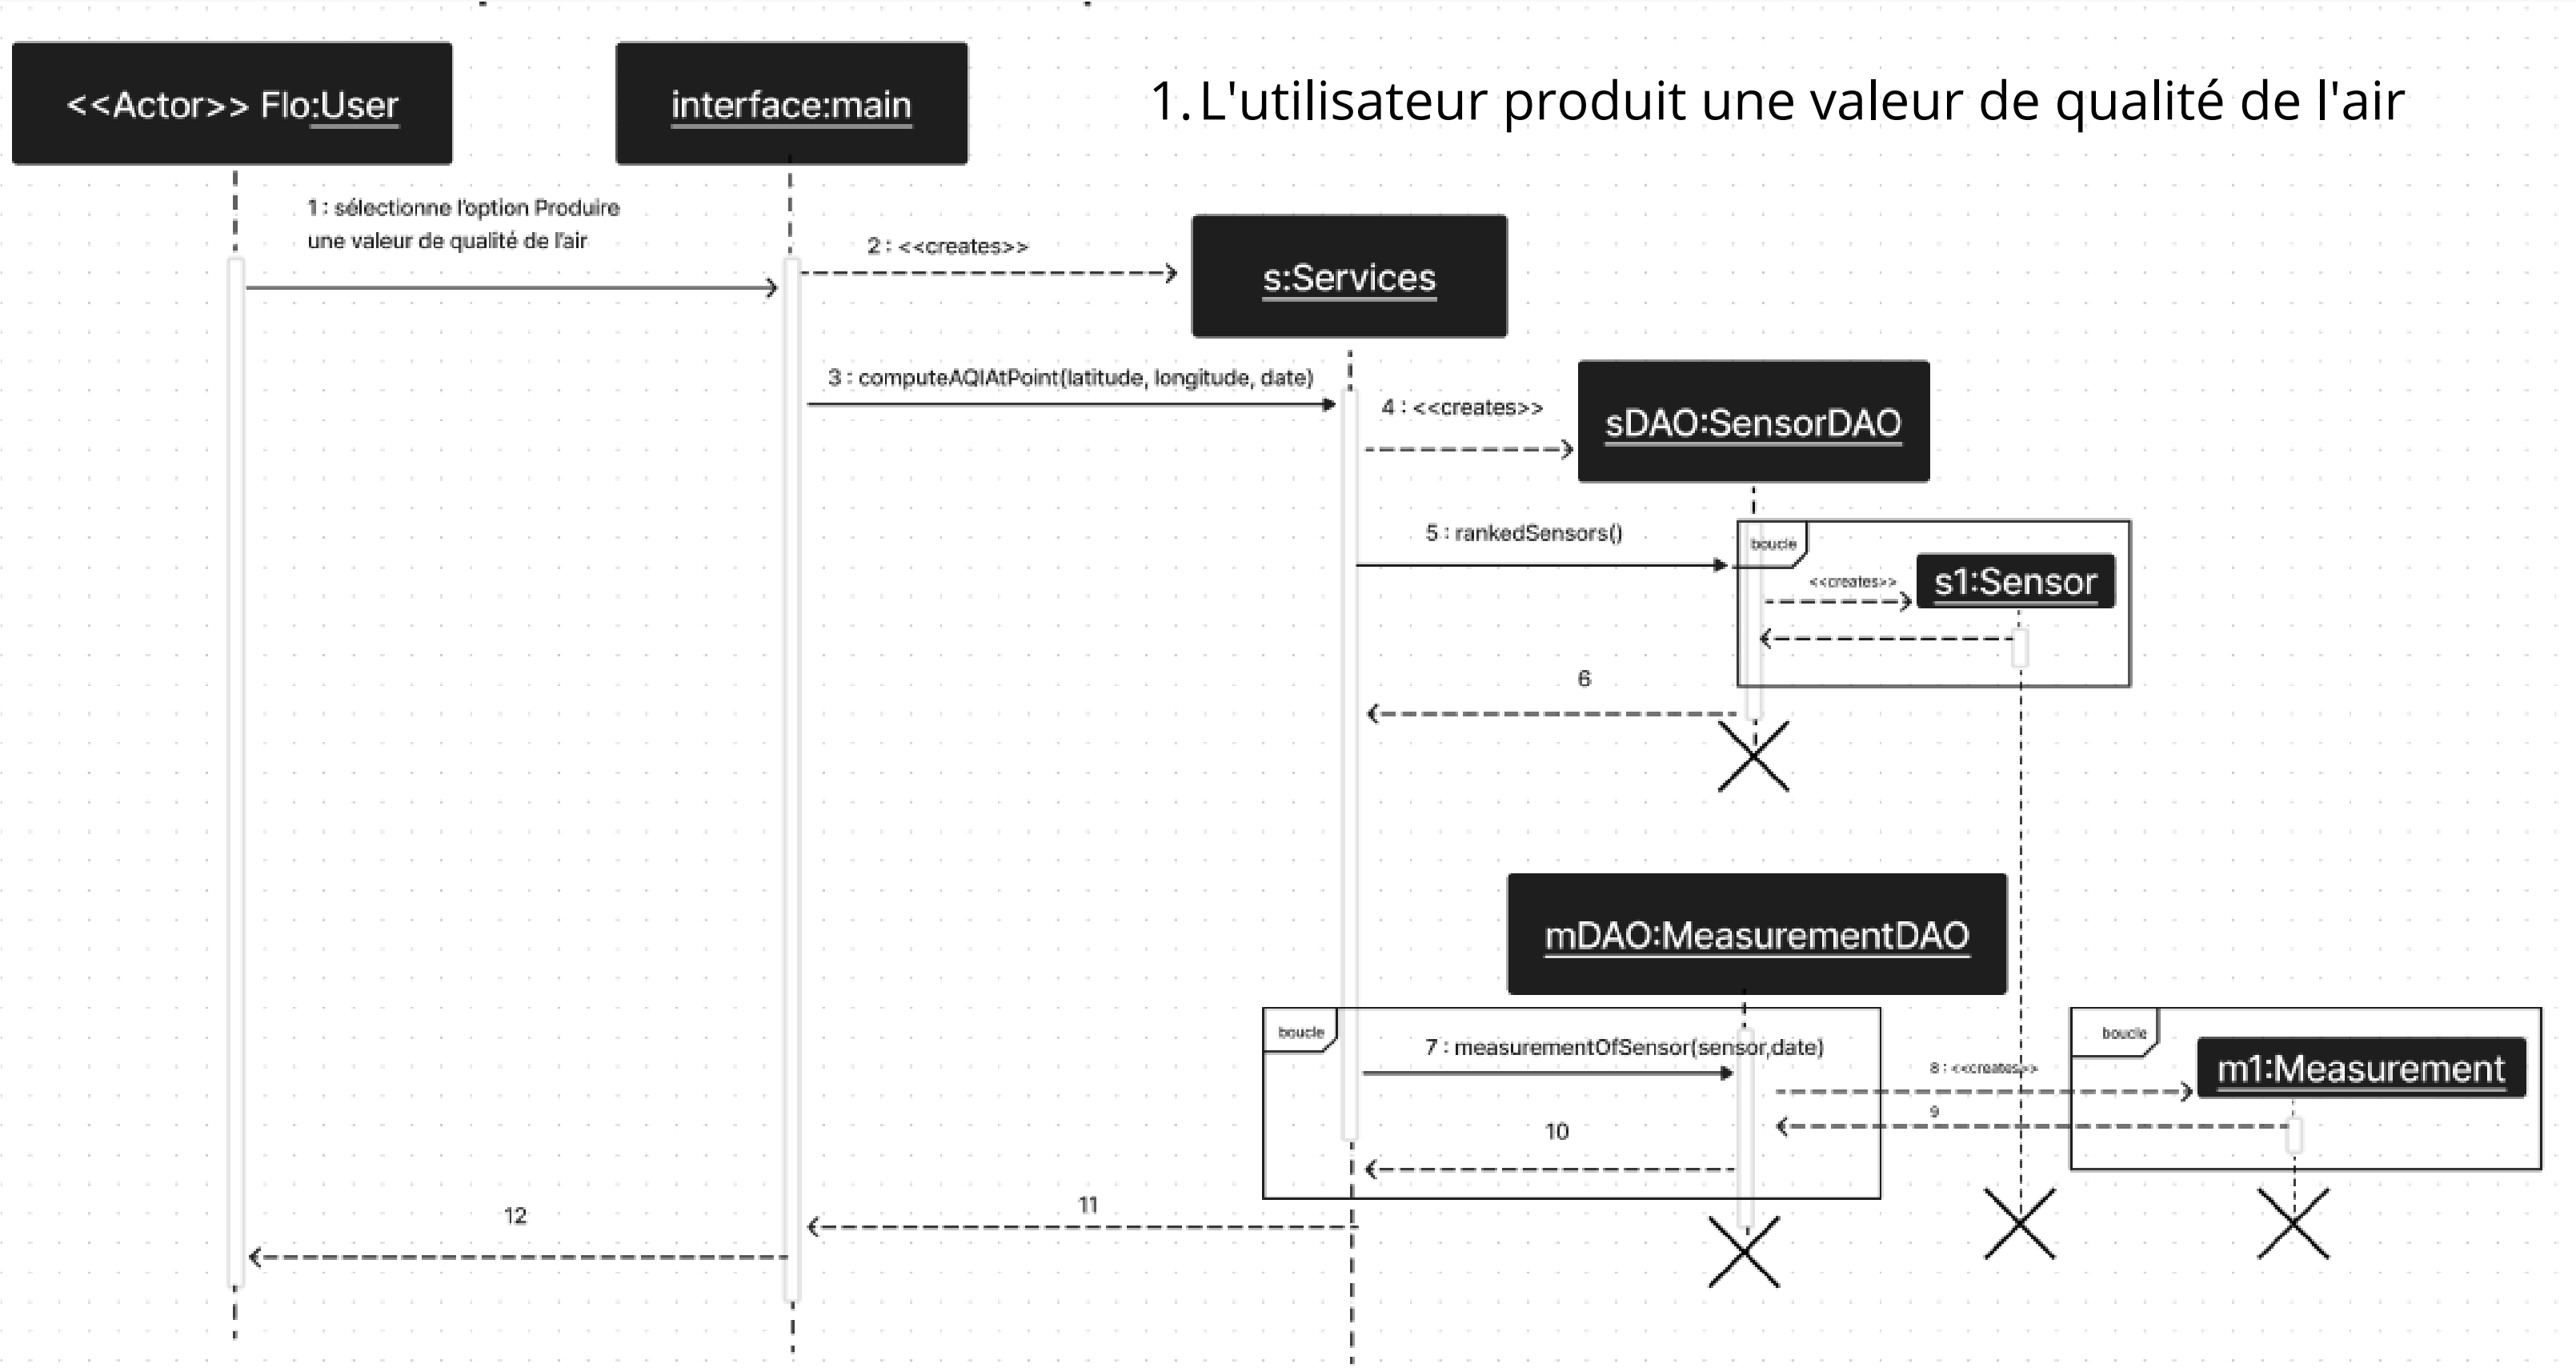 <<Actor>> Flo:User
interface:main
1. L'utilisateur produit une valeur de qualité de l'air
1 : sélectionne l'option Produire
une valeur de qualité de l'air
2 : <<creates>>
s:Services
3 : computeAQIAtPoint(latitude, longitude, date)
4 : <<creates>>
sDAO:SensorDAO
5 : rankedSensors()
boucle
<<creates>>
s1:Sensor
6
mDAO:MeasurementDAO
boucle
7 : measurementOfSensor(sensor,date)
8 : <<creates>>
boucle
m1:Measurement
9
10
11
12